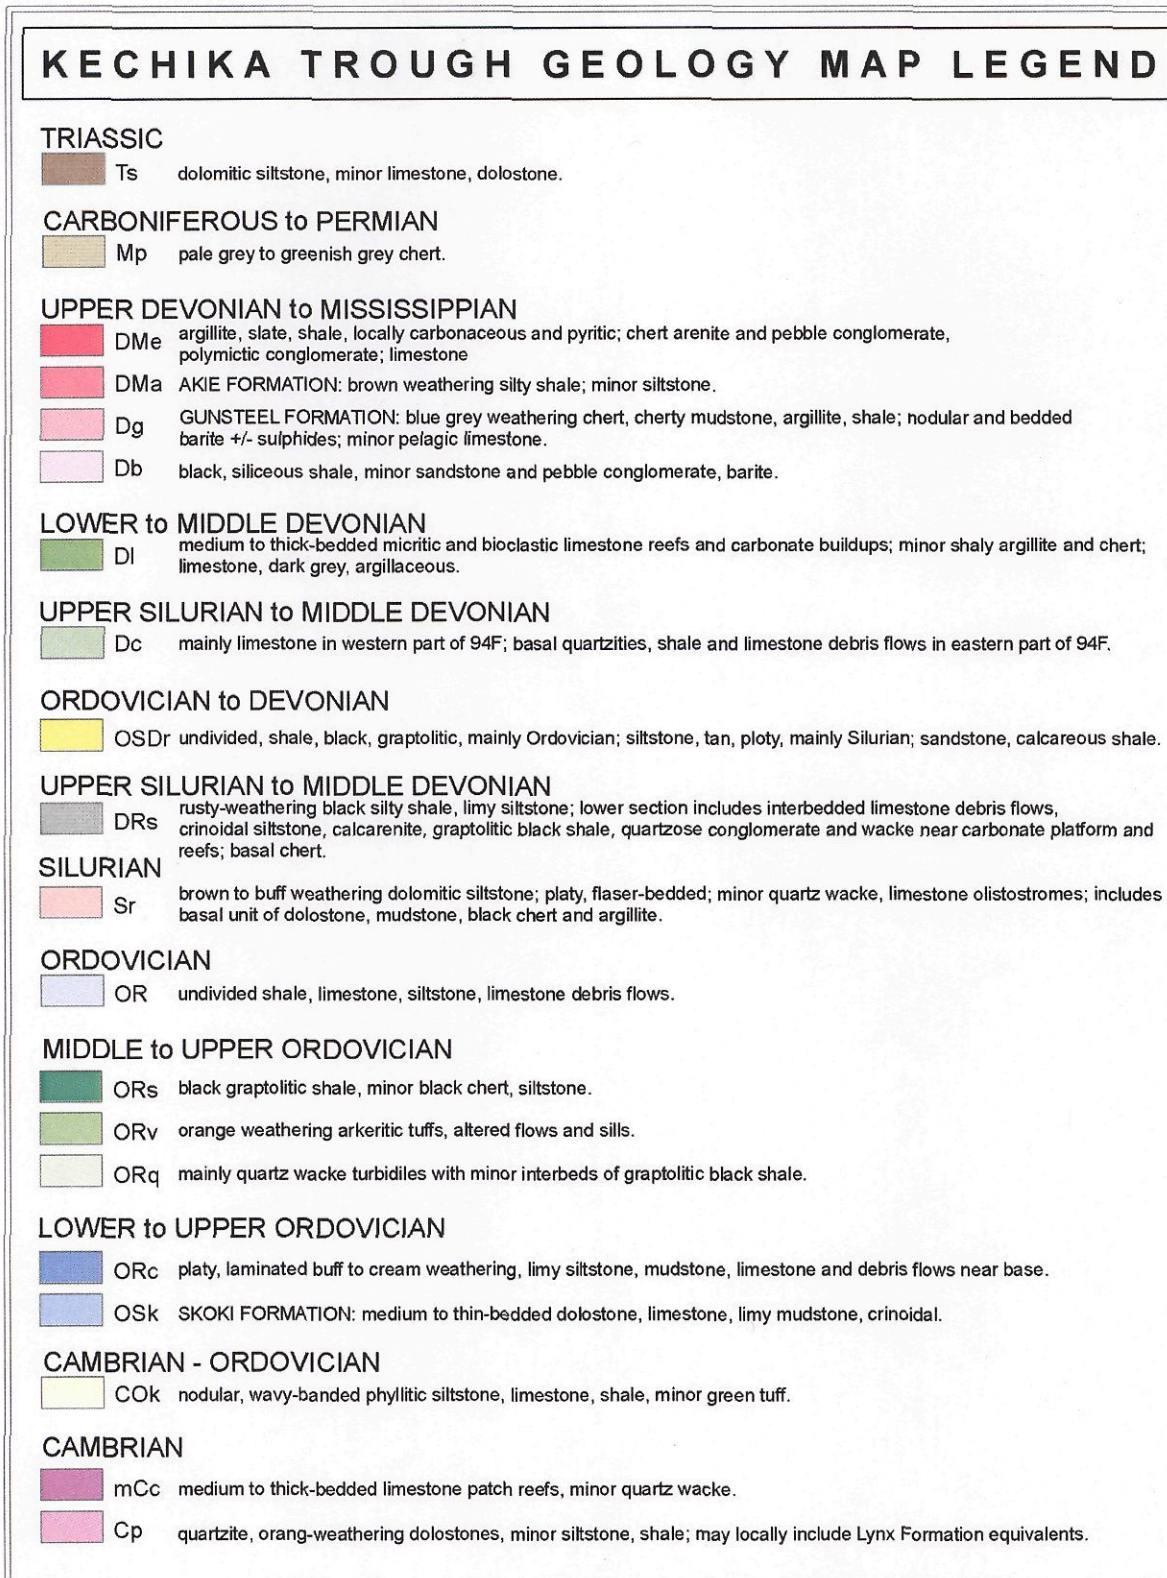 KECHIKA TROUGH GEOLOGY MAP LEGEND
TRIASSIC
Ts dolomitic siltstone, minor limestone, dolostone.
CARBONIFEROUS to PERMIAN
Mp pale grey to greenish grey chert.
UPPER DEVONIAN to MISSISSIPPIAN
DMe argillite, slate, shale, locally carbonaceous and pyritic; chert arenite and pebble conglomerate,
polymictic conglomerate; limestone
DMa AKIE FORMATION: brown weathering silty shale; minor siltstone.
Dg GUNSTEEL FORMATION: blue grey weathering chert, cherty mudstone, argillite, shale; nodular and bedded
barite +/- sulphides; minor pelagic limestone.
Db black, siliceous shale, minor sandstone and pebble conglomerate, barite.
LOWER to MIDDLE DEVONIAN
Dl medium to thick-bedded micritic and bioclastic limestone reefs and carbonate buildups; minor shaly argillite and chert;
limestone, dark grey, argillaceous.
UPPER SILURIAN to MIDDLE DEVONIAN
Dc mainly limestone in western part of 94F; basal quartzities, shale and limestone debris flows in eastern part of 94F.
ORDOVICIAN to DEVONIAN
OSDr undivided, shale, black, graptolitic, mainly Ordovician; siltstone, tan, ploty, mainly Silurian; sandstone, calcareous shale.
UPPER SILURIAN to MIDDLE DEVONIAN
DRs rusty-weathering black silty shale, limy siltstone; lower section includes interbedded limestone debris flows,
crinoidal siltstone, calcarenite, graptolitic black shale, quartzose conglomerate and wacke near carbonate platform and
reefs; basal chert.
SILURIAN
Sr brown to buff weathering dolomitic siltstone; platy, flaser-bedded; minor quartz wacke, limestone olistostromes; includes
basal unit of dolostone, mudstone, black chert and argillite.
ORDOVICIAN
OR undivided shale, limestone, siltstone, limestone debris flows.
MIDDLE to UPPER ORDOVICIAN
ORs black graptolitic shale, minor black chert, siltstone.
ORv orange weathering arkeritic tuffs, altered flows and sills.
ORq mainly quartz wacke turbidiles with minor interbeds of graptolitic black shale.
LOWER to UPPER ORDOVICIAN
ORc platy, laminated buff to cream weathering, limy siltstone, mudstone, limestone and debris flows near base.
OSk SKOKI FORMATION: medium to thin-bedded dolostone, limestone, limy mudstone, crinoidal.
CAMBRIAN - ORDOVICIAN
COk nodular, wavy-banded phyllitic siltstone, limestone, shale, minor green tuff.
CAMBRIAN
mCc medium to thick-bedded limestone patch reefs, minor quartz wacke.
Cp quartzite, orang-weathering dolostones, minor siltstone, shale; may locally include Lynx Formation equivalents.